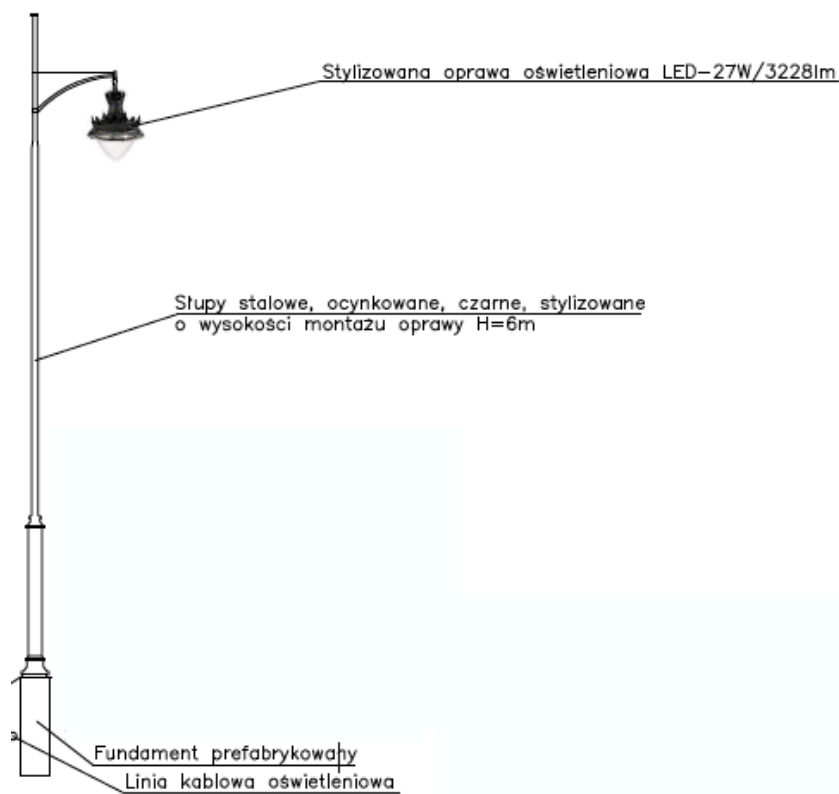 Stylizowana oprawa oświetleniowa LED-27W/3228lm
Słupy stalowe, ocynkowane, czarne, stylizowane
o wysokości montażu oprawy H=6m
Fundament prefabrykowany
Linia kablowa oświetleniowa